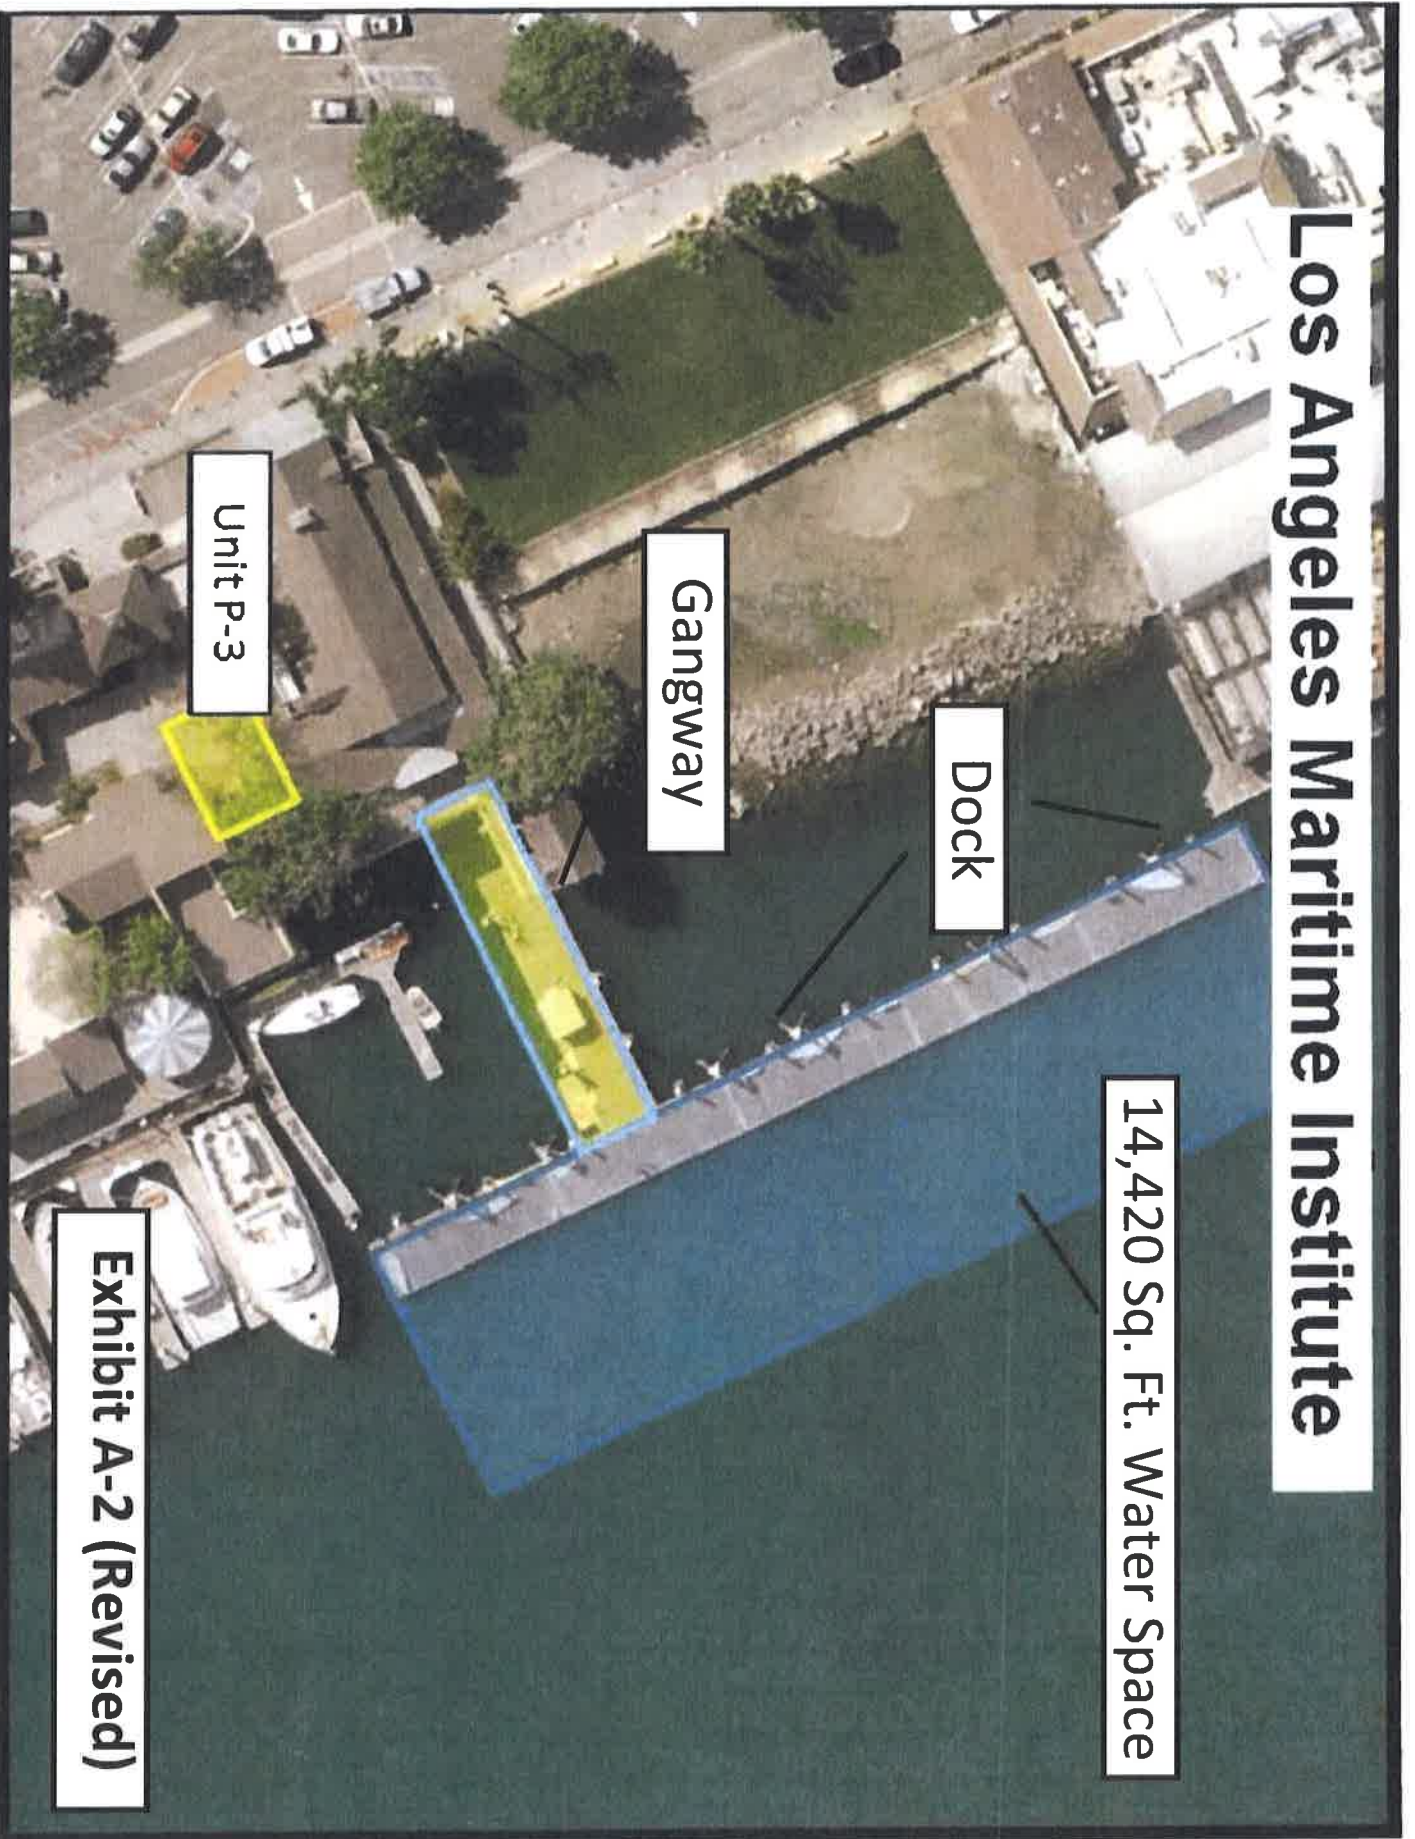 Los Angeles Maritime Institute
14,420 Sq. Ft. Water Space
Dock
Gangway
Unit P-3
Exhibit A-2 (Revised)